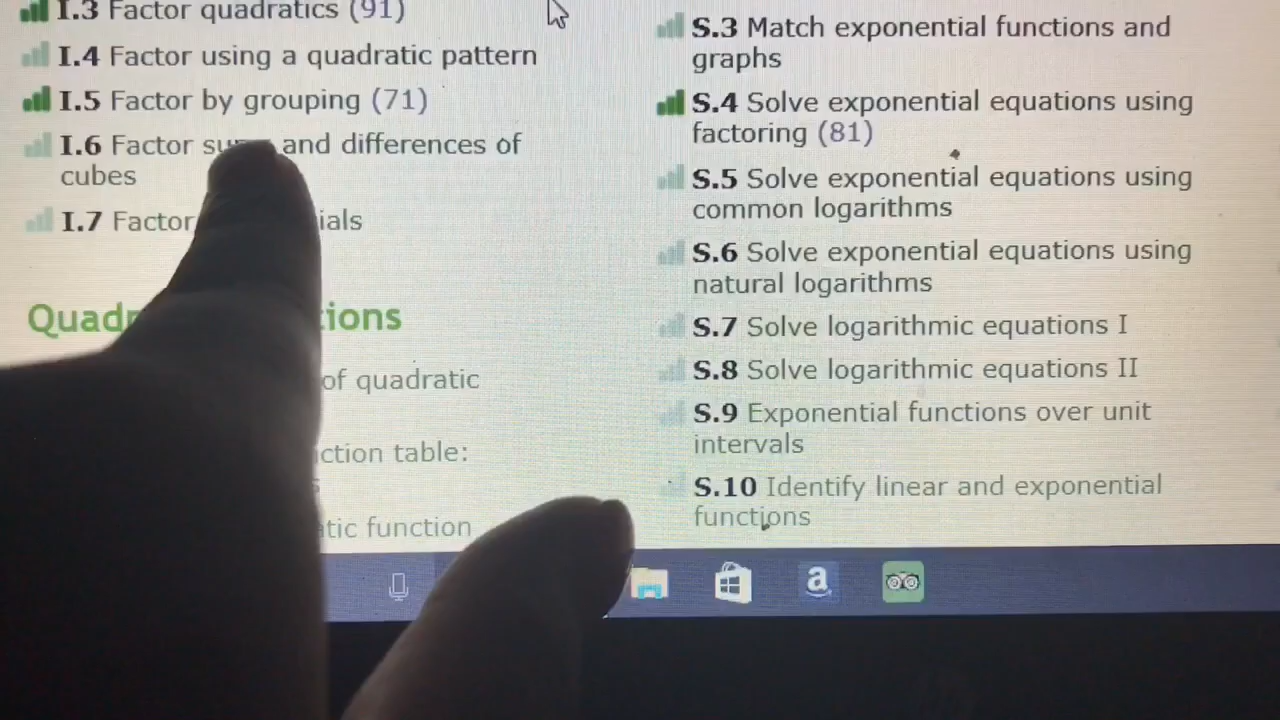 I.3 Factor quadratics (91)
I.4 Factor using a quadratic pattern
I.5 Factor by grouping (71)
I.6 Factor and differences of
cubes
I.7 Factor
of quadratic
table:
function
S.3 Match exponential functions and
graphs
S.4 Solve exponential equations using
factoring (81)
S.5 Solve exponential equations using
common logarithms
S.6 Solve exponential equations using
natural logarithms
S.7 Solve logarithmic equations I
S.8 Solve logarithmic equations II
S.9 Exponential functions over unit
intervals
S.10 Identify linear and exponential
functions
a